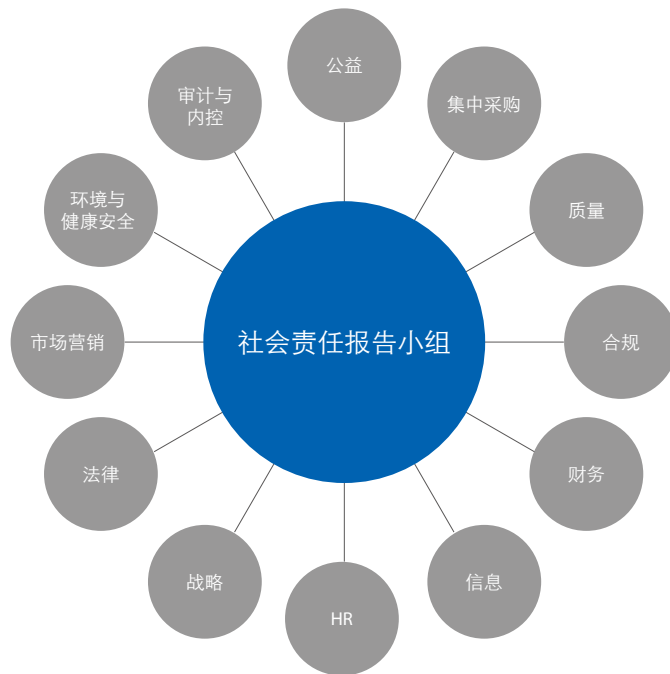 公益
审计与
内控
集中采购
环境与
健康安全
质量
市场营销
社会责任报告小组
合规
法律
财务
战略
信息
HR